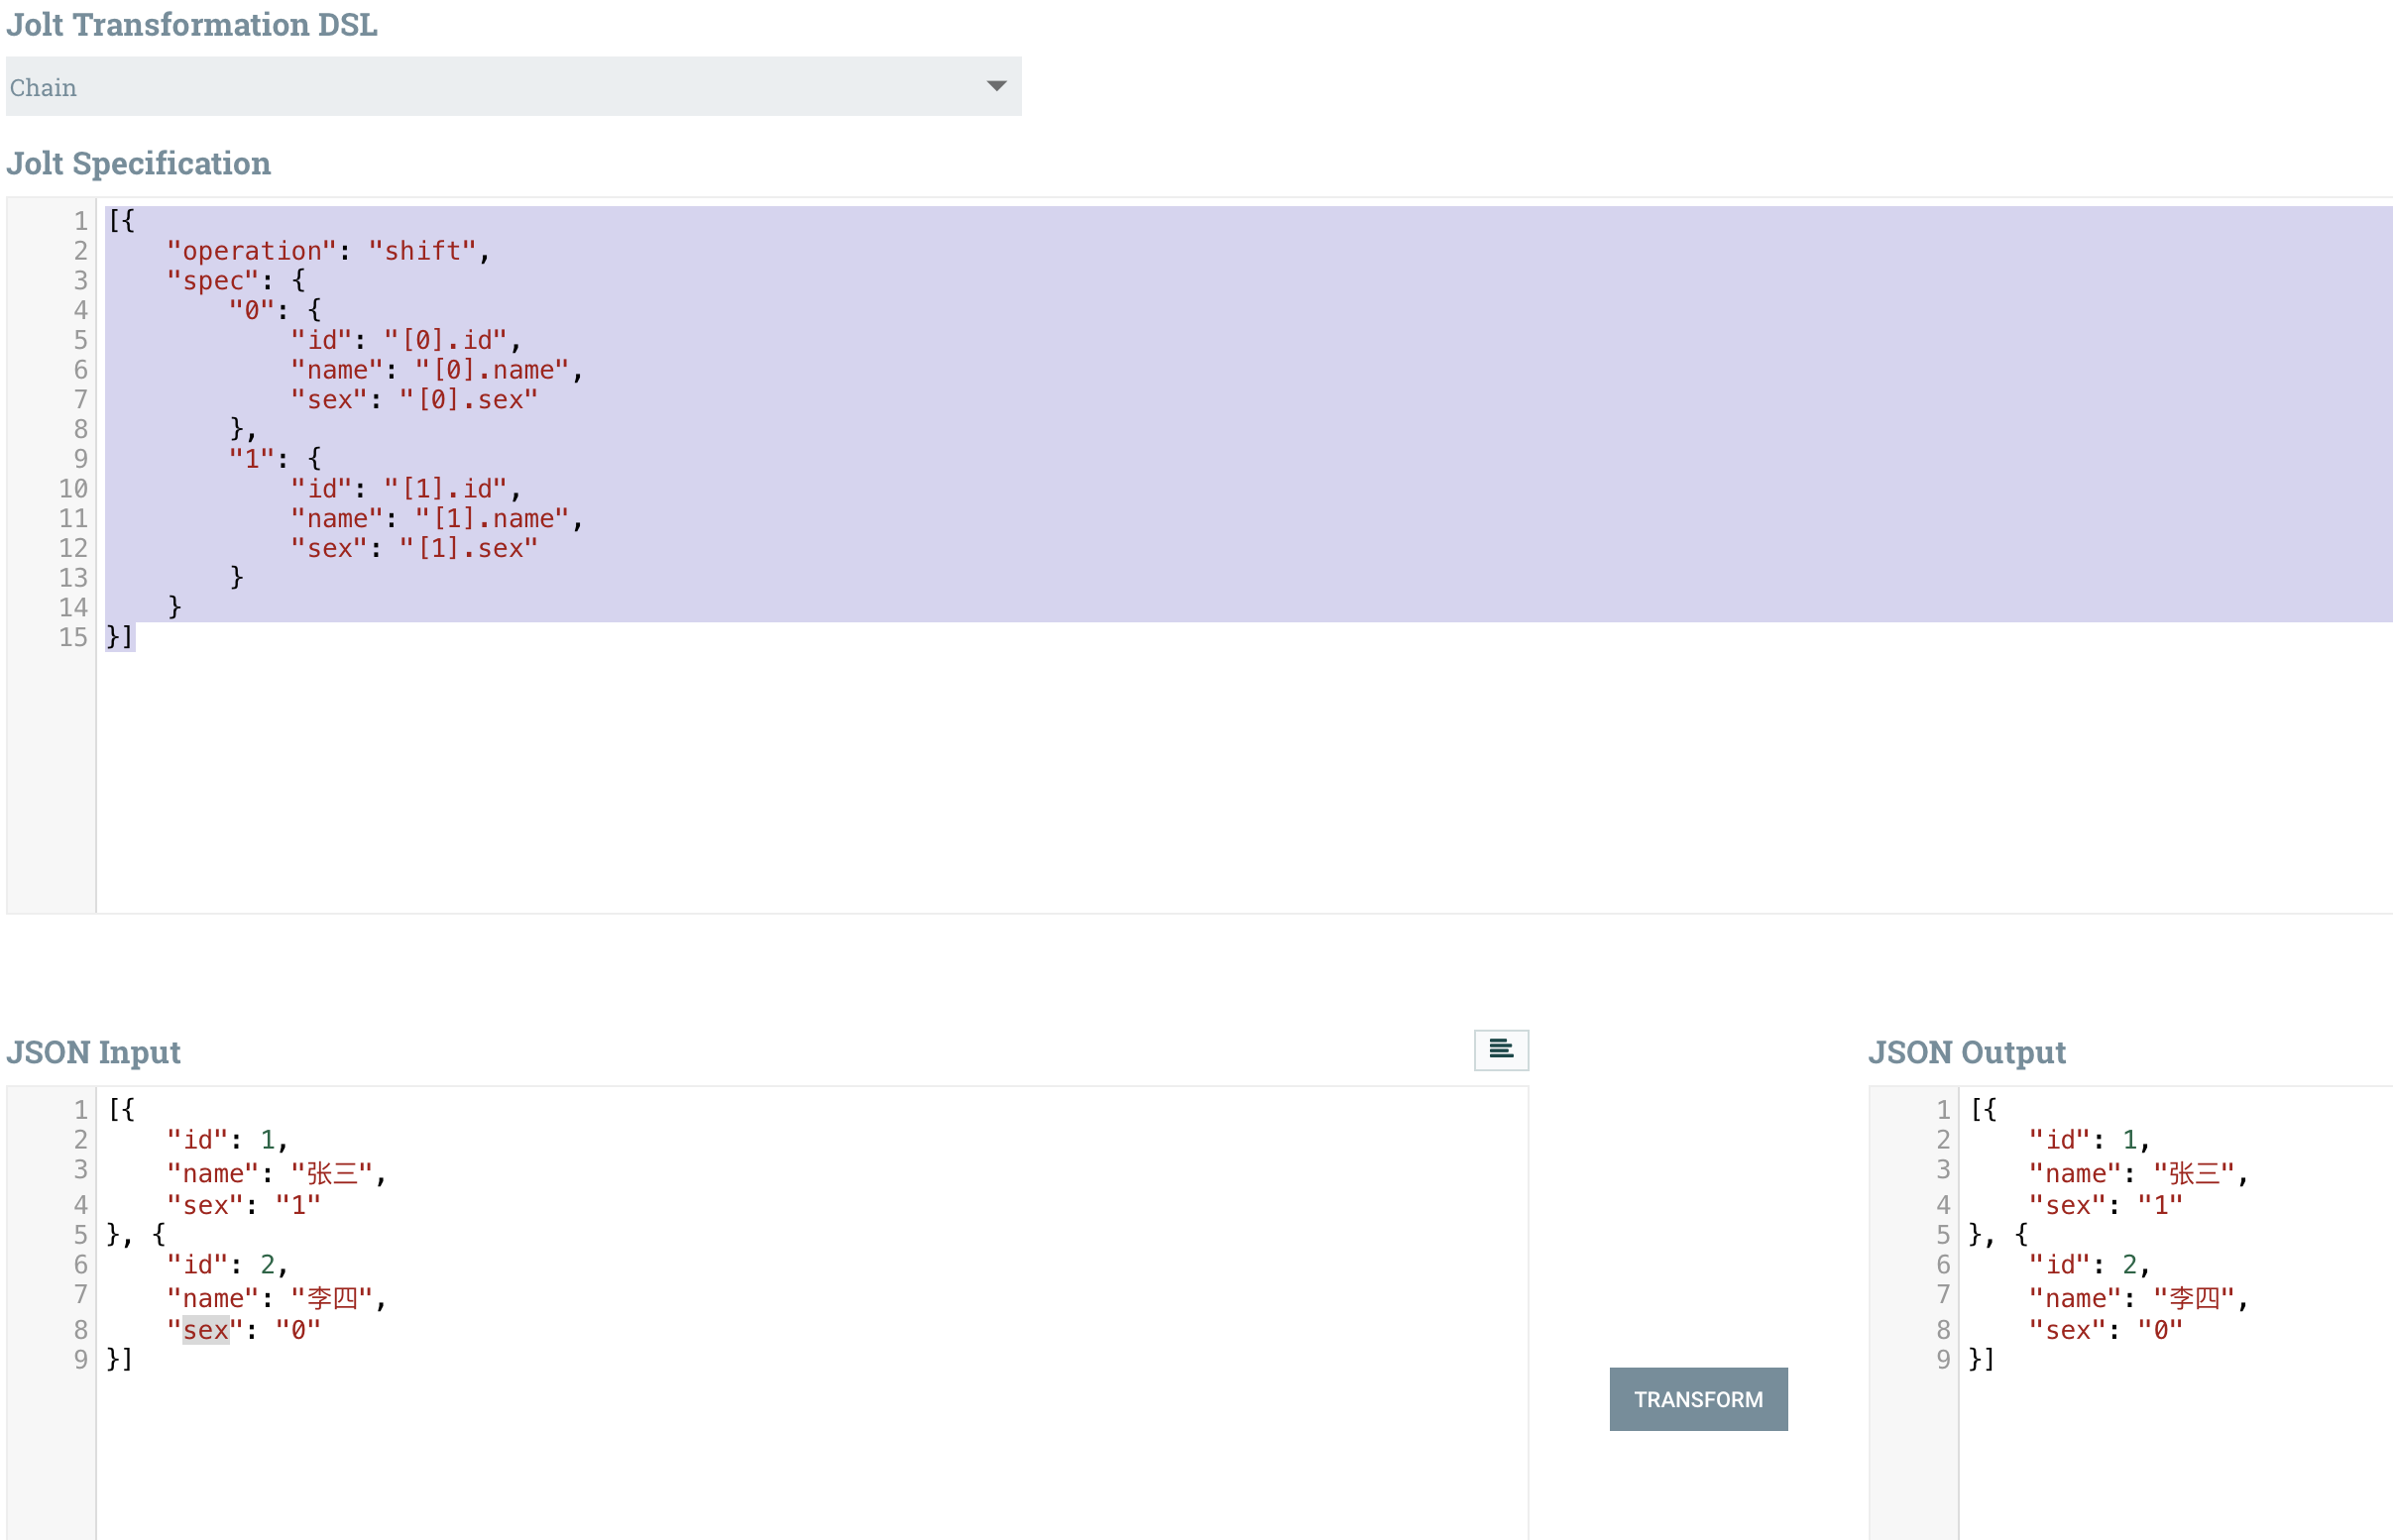 Jolt Transformation DSL
Chain
Jolt Specification
1 [{
2     "operation": "shift",
3     "spec": {
4         "0": {
5             "id": "[0].id",
6             "name": "[0].name",
7             "sex": "[0].sex"
8         },
9         "1": {
10             "id": "[1].id",
11             "name": "[1].name",
12             "sex": "[1].sex"
13         }
14     }
15 }]
JSON Input
1 [{
2     "id": 1,
3     "name": "张三",
4     "sex": "1"
5 }, {
6     "id": 2,
7     "name": "李四",
8     "sex": "0"
9 }]
TRANSFORM
JSON Output
1 [{
2     "id": 1,
3     "name": "张三",
4     "sex": "1"
5 }, {
6     "id": 2,
7     "name": "李四",
8     "sex": "0"
9 }]